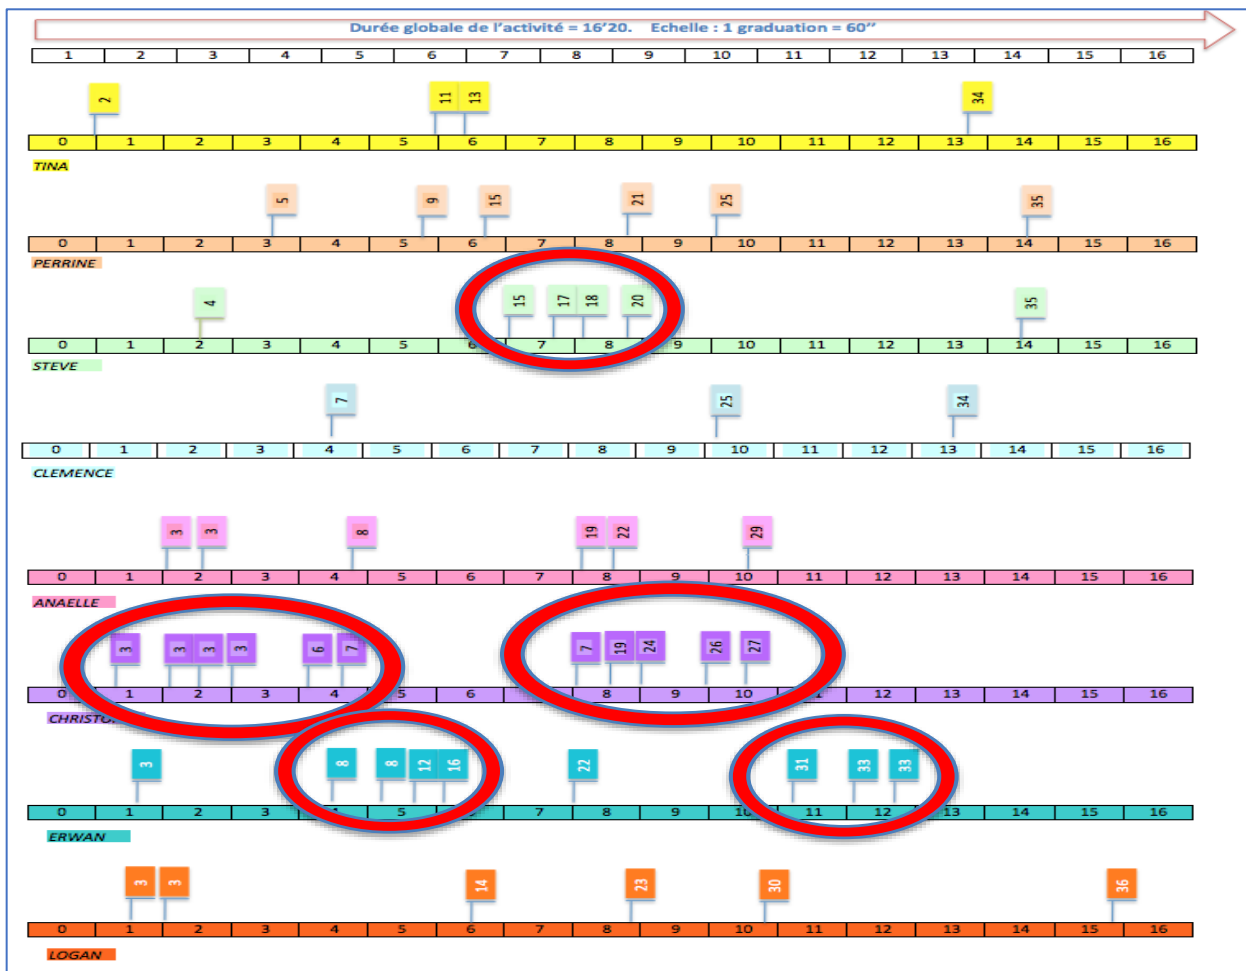 Durée globale de l'activité = 16'20. Echelle : 1 graduation = 60''
1 2 3 4 5 6 7 8 9 10 11 12 13 14 15 16
2 11 13 34
0 1 2 3 4 5 6 6 7 8 9 10 11 12 13 14 15 16
TINA
5 9 15 21 25 35
0 1 2 3 4 5 6 7 8 9 10 11 12 13 14 15 16
PERRINE
4 15 17 18 20 35
0 1 2 3 4 5 6 7 8 9 10 11 12 13 14 15 16
STEVE
7 25 34
0 1 2 3 4 5 6 7 8 9 10 11 12 13 14 15 16
CLEMENCE
3 3 8 19 22 29
0 1 2 3 4 5 6 7 8 9 10 11 12 13 14 15 16
ANAELLE
3 3 3 3 6 7 7 19 24 26 27
0 1 2 3 4 5 6 7 8 9 10 1 12 13 14 15 16
CHRISTO
3 8 8 12 16 22 31 33 33
0 1 2 3 4 5 6 7 8 9 10 11 12 13 14 15 16
ERWAN
3 3 14 23 30 36
0 1 2 3 4 5 6 7 8 9 10 11 12 13 14 15 16
LOGAN